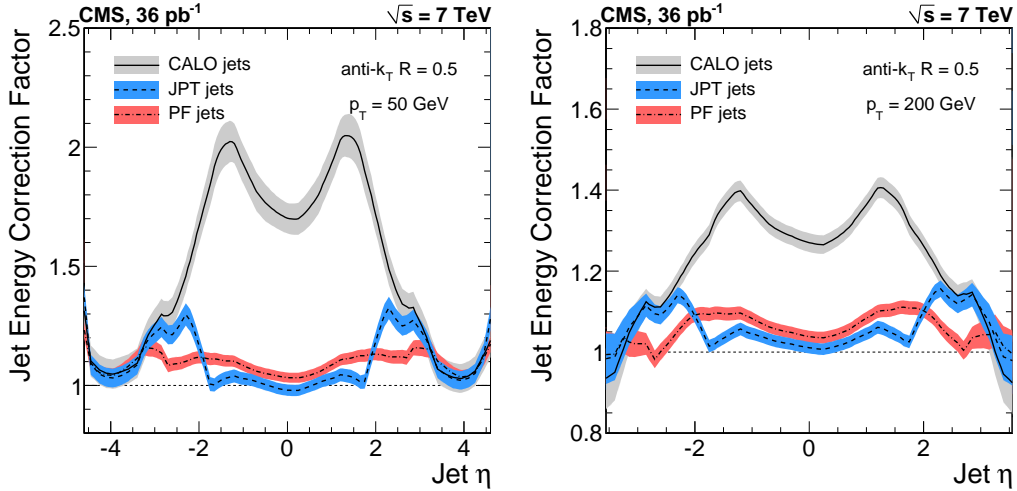 CMS, 36 pb⁻¹ √s = 7 TeV
Jet Energy Correction Factor
2.5
2
1.5
1
CALO jets
JPT jets
PF jets
anti-k_T R = 0.5
p_T = 50 GeV
-4 -2 0 2 4
Jet η
CMS, 36 pb⁻¹ √s = 7 TeV
Jet Energy Correction Factor
1.8
1.6
1.4
1.2
1
0.8
CALO jets
JPT jets
PF jets
anti-k_T R = 0.5
p_T = 200 GeV
-2 0 2
Jet η